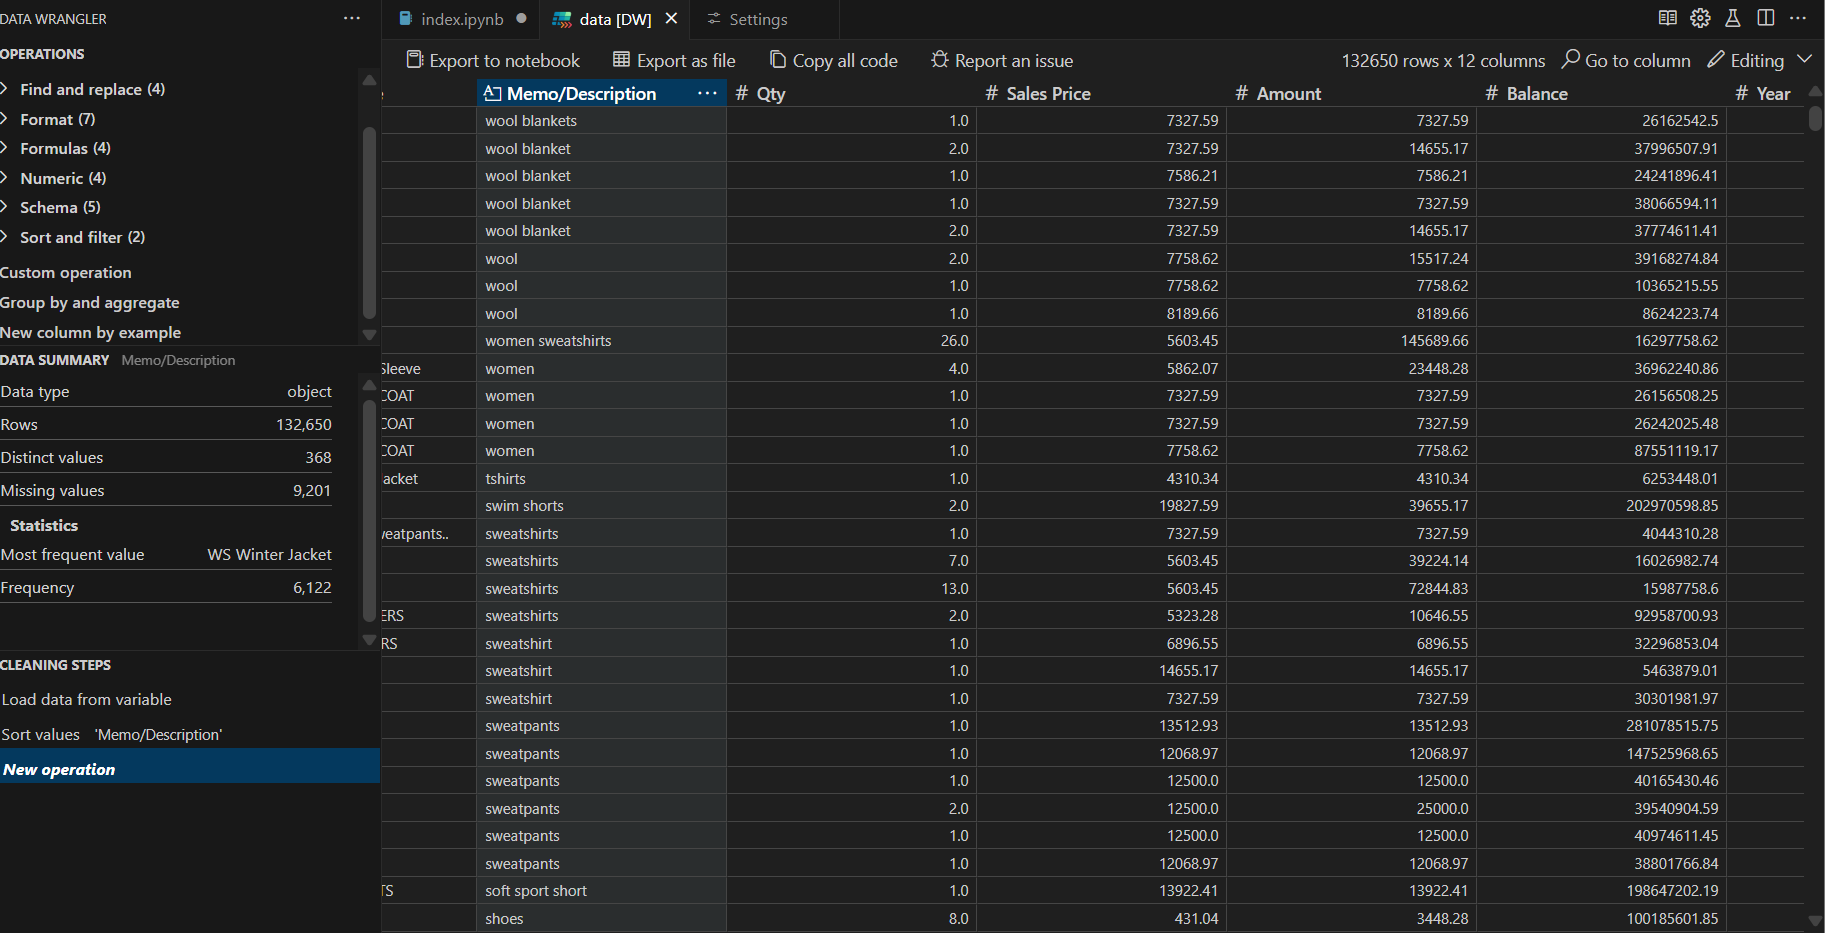 DATA WRANGLER ···
index.ipynb
data [DW]
Settings
OPERATIONS
Find and replace (4)
Format (7)
Formulas (4)
Numeric (4)
Schema (5)
Sort and filter (2)
Custom operation
Group by and aggregate
New column by example
DATA SUMMARY Memo/Description
Data type object
Rows 132,650
Distinct values 368
Missing values 9,201
Statistics
Most frequent value WS Winter Jacket
Frequency 6,122
CLEANING STEPS
Load data from variable
Sort values 'Memo/Description'
New operation
Export to notebook Export as file Copy all code Report an issue 132650 rows x 12 columns Go to column Editing
Memo/Description ··· # Qty # Sales Price # Amount # Balance # Year
wool blankets 1.0 7327.59 7327.59 26162542.5
wool blanket 2.0 7327.59 14655.17 37996507.91
wool blanket 1.0 7586.21 7586.21 24241896.41
wool blanket 1.0 7327.59 7327.59 38066594.11
wool blanket 2.0 7327.59 14655.17 37774611.41
wool 2.0 7758.62 15517.24 39168274.84
wool 1.0 7758.62 7758.62 10365215.55
wool 1.0 8189.66 8189.66 8624223.74
women sweatshirts 26.0 5603.45 145689.66 16297758.62
Sleeve women 4.0 5862.07 23448.28 36962240.86
COAT women 1.0 7327.59 7327.59 26156508.25
COAT women 1.0 7327.59 7327.59 26242025.48
COAT women 1.0 7758.62 7758.62 87551119.17
acket tshirts 1.0 4310.34 4310.34 6253448.01
swim shorts 2.0 19827.59 39655.17 202970598.85
weatpants.. sweatshirts 1.0 7327.59 7327.59 4044310.28
sweatshirts 7.0 5603.45 39224.14 16026982.74
sweatshirts 13.0 5603.45 72844.83 15987758.6
ERS sweatshirts 2.0 5323.28 10646.55 92958700.93
RS sweatshirt 1.0 6896.55 6896.55 32296853.04
sweatshirt 1.0 14655.17 14655.17 5463879.01
sweatshirt 1.0 7327.59 7327.59 30301981.97
sweatpants 1.0 13512.93 13512.93 281078515.75
sweatpants 1.0 12068.97 12068.97 147525968.65
sweatpants 1.0 12500.0 12500.0 40165430.46
sweatpants 2.0 12500.0 25000.0 39540904.59
sweatpants 1.0 12500.0 12500.0 40974611.45
sweatpants 1.0 12068.97 12068.97 38801766.84
TS soft sport short 1.0 13922.41 13922.41 198647202.19
shoes 8.0 431.04 3448.28 100185601.85